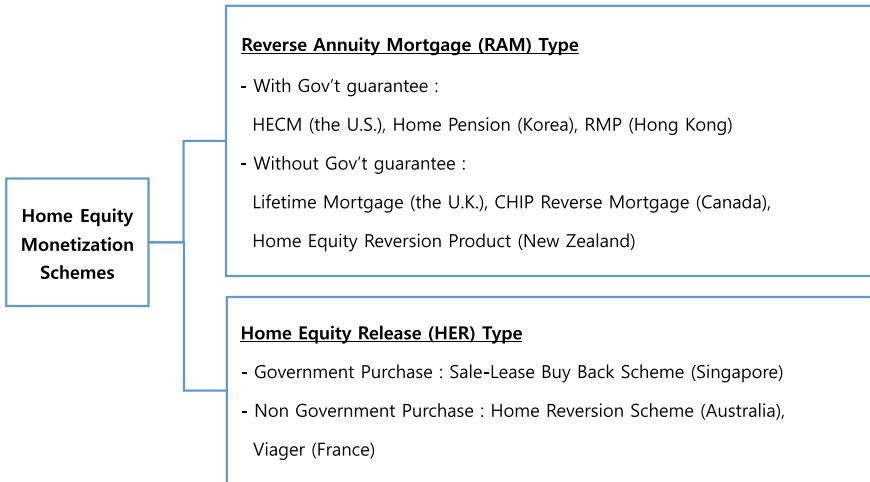 Home Equity
Monetization
Schemes
Reverse Annuity Mortgage (RAM) Type
- With Gov't guarantee :
HECM (the U.S.), Home Pension (Korea), RMP (Hong Kong)
- Without Gov't guarantee :
Lifetime Mortgage (the U.K.), CHIP Reverse Mortgage (Canada),
Home Equity Reversion Product (New Zealand)
Home Equity Release (HER) Type
- Government Purchase : Sale-Lease Buy Back Scheme (Singapore)
- Non Government Purchase : Home Reversion Scheme (Australia),
Viager (France)